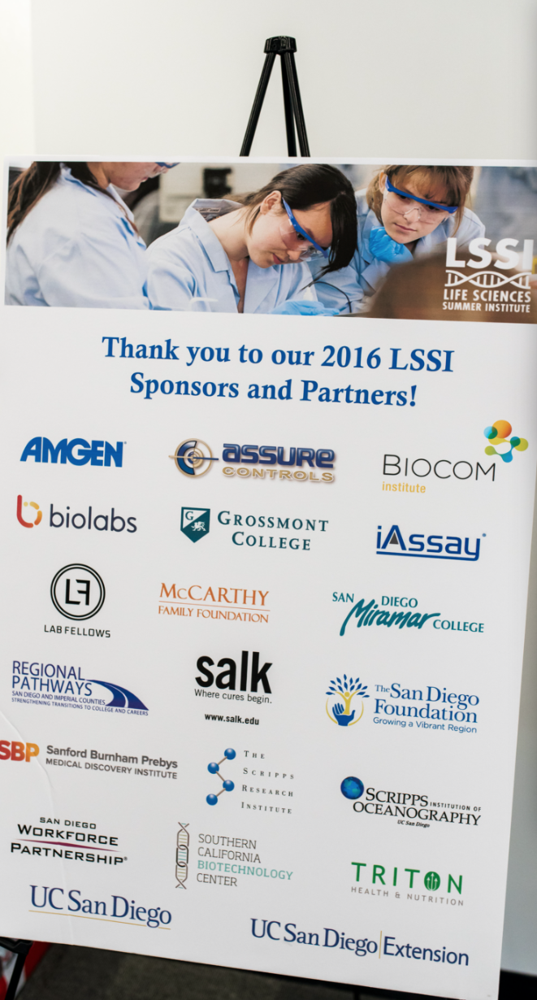 LSSI
LIFE SCIENCES
SUMMER INSTITUTE
Thank you to our 2016 LSSI
Sponsors and Partners!
AMGEN®
ASSURE
CONTROLS
BIOCOM
institute
biolabs
G
GROSSMONT
COLLEGE
iAssay®
LF
LAB FELLOWS
MCCARTHY
FAMILY FOUNDATION
SAN DIEGO
Miramar COLLEGE
REGIONAL
PATHWAYS
SAN DIEGO AND IMPERIAL COUNTIES
STRENGTHENING TRANSITIONS TO COLLEGE AND CAREERS
salk
Where cures begin.
www.salk.edu
The San Diego
Foundation
Growing a Vibrant Region
SBP Sanford Burnham Prebys
MEDICAL DISCOVERY INSTITUTE
THE
SCRIPPS
RESEARCH
INSTITUTE
SCRIPPS INSTITUTION OF
OCEANOGRAPHY
UC San Diego
SAN DIEGO
WORKFORCE
PARTNERSHIP®
SOUTHERN
CALIFORNIA
BIOTECHNOLOGY
CENTER
TRITON
HEALTH & NUTRITION
UC San Diego
UC San Diego Extension